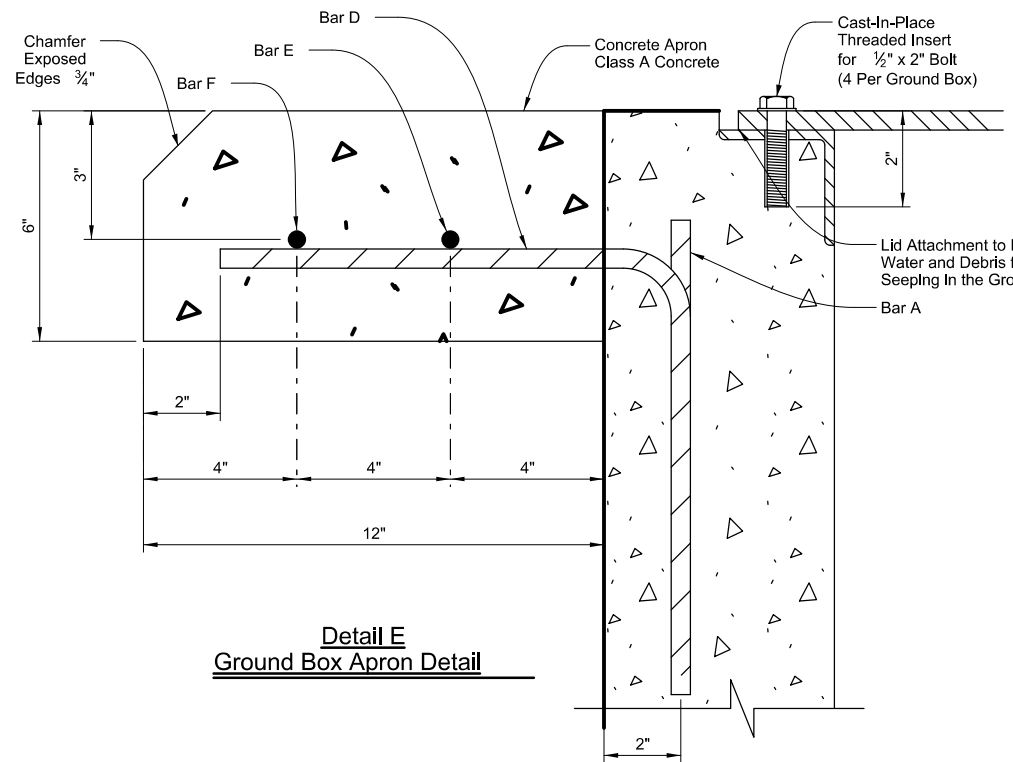 Bar D
Cast-In-Place
Threaded Insert
for ½" x 2" Bolt
(4 Per Ground Box)
Chamfer
Exposed
Edges ¾"
Bar E
Concrete Apron
Class A Concrete
Bar F
3"
6"
2"
Lid Attachment to
Water and Debris
Seeping In the
Bar A
2"
4"
4"
4"
12"
Detail E
Ground Box Apron Detail
2"